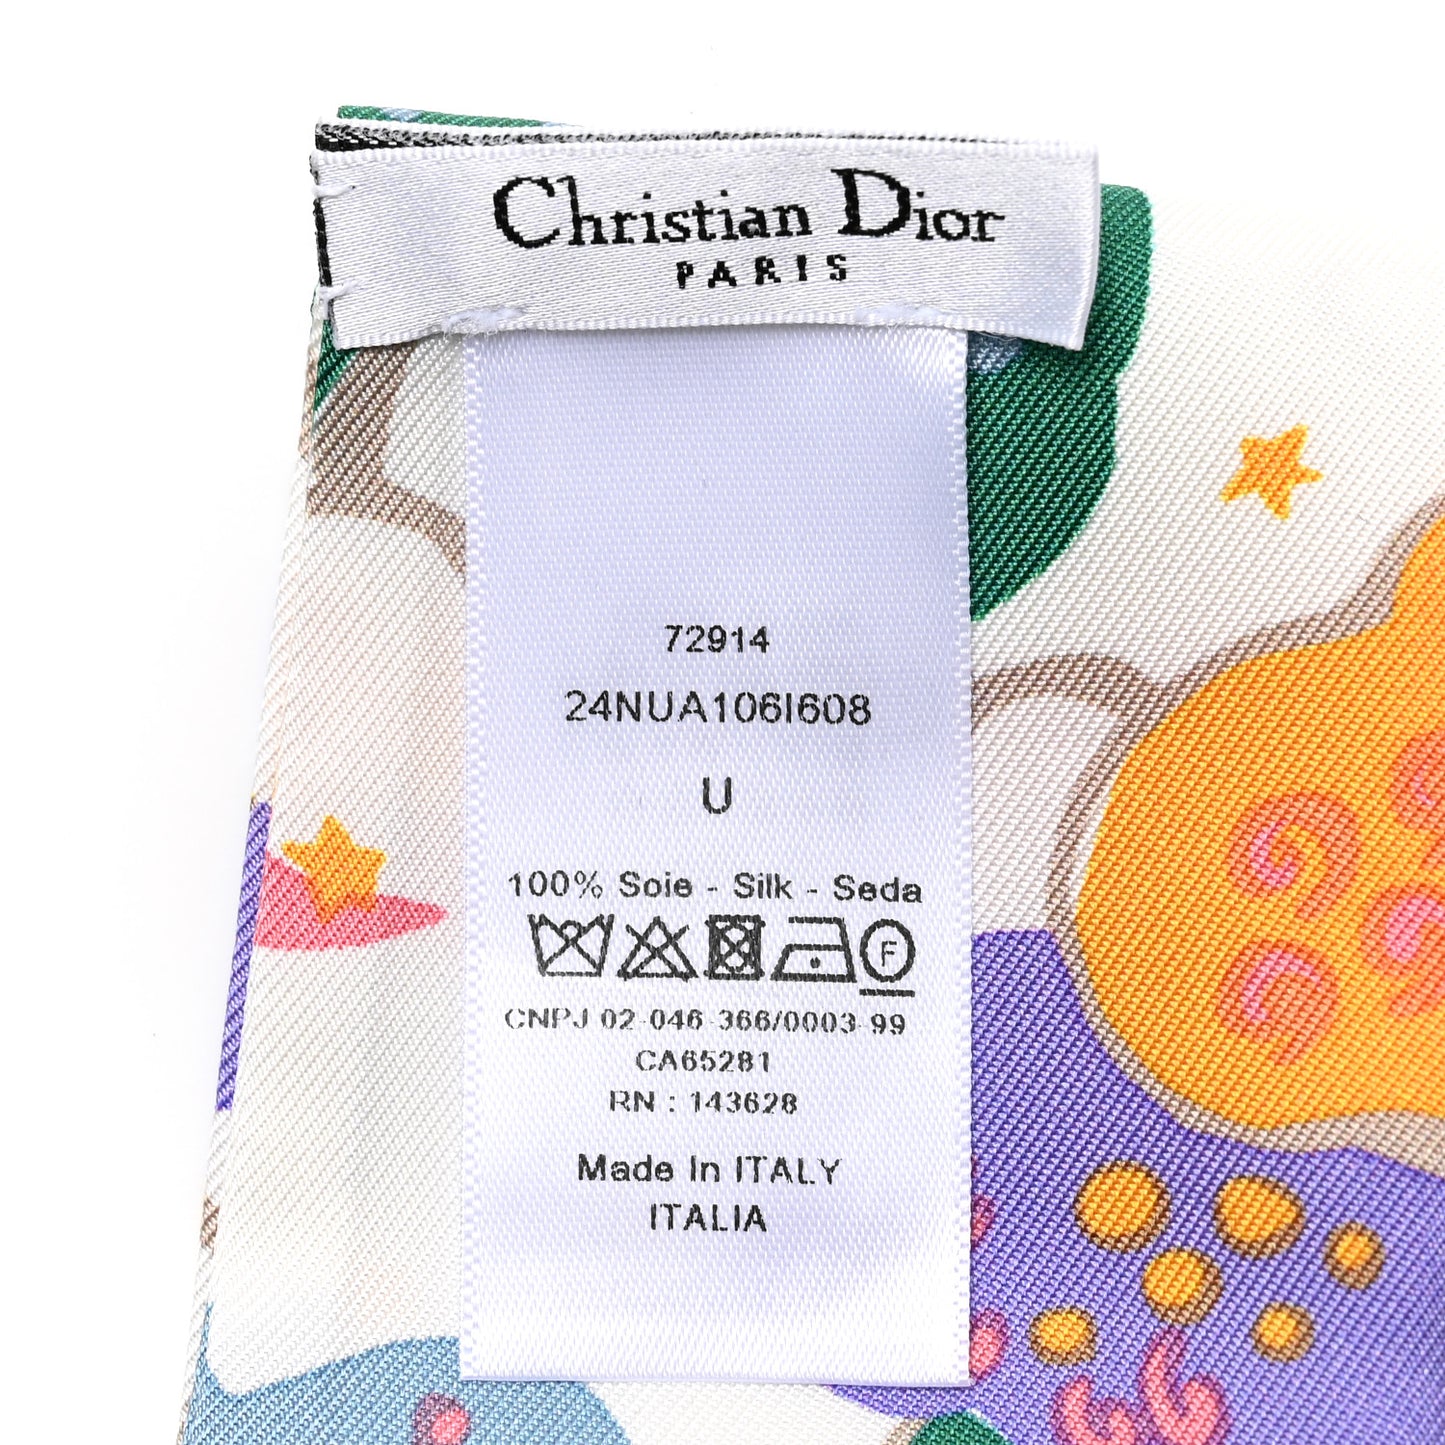 Christian Dior
PARIS
72914
24NUA106I608
U
100% Soie - Silk - Seda
F
CNPJ 02-046-366/0003-99
CA65281
RN : 143628
Made In ITALY
ITALIA